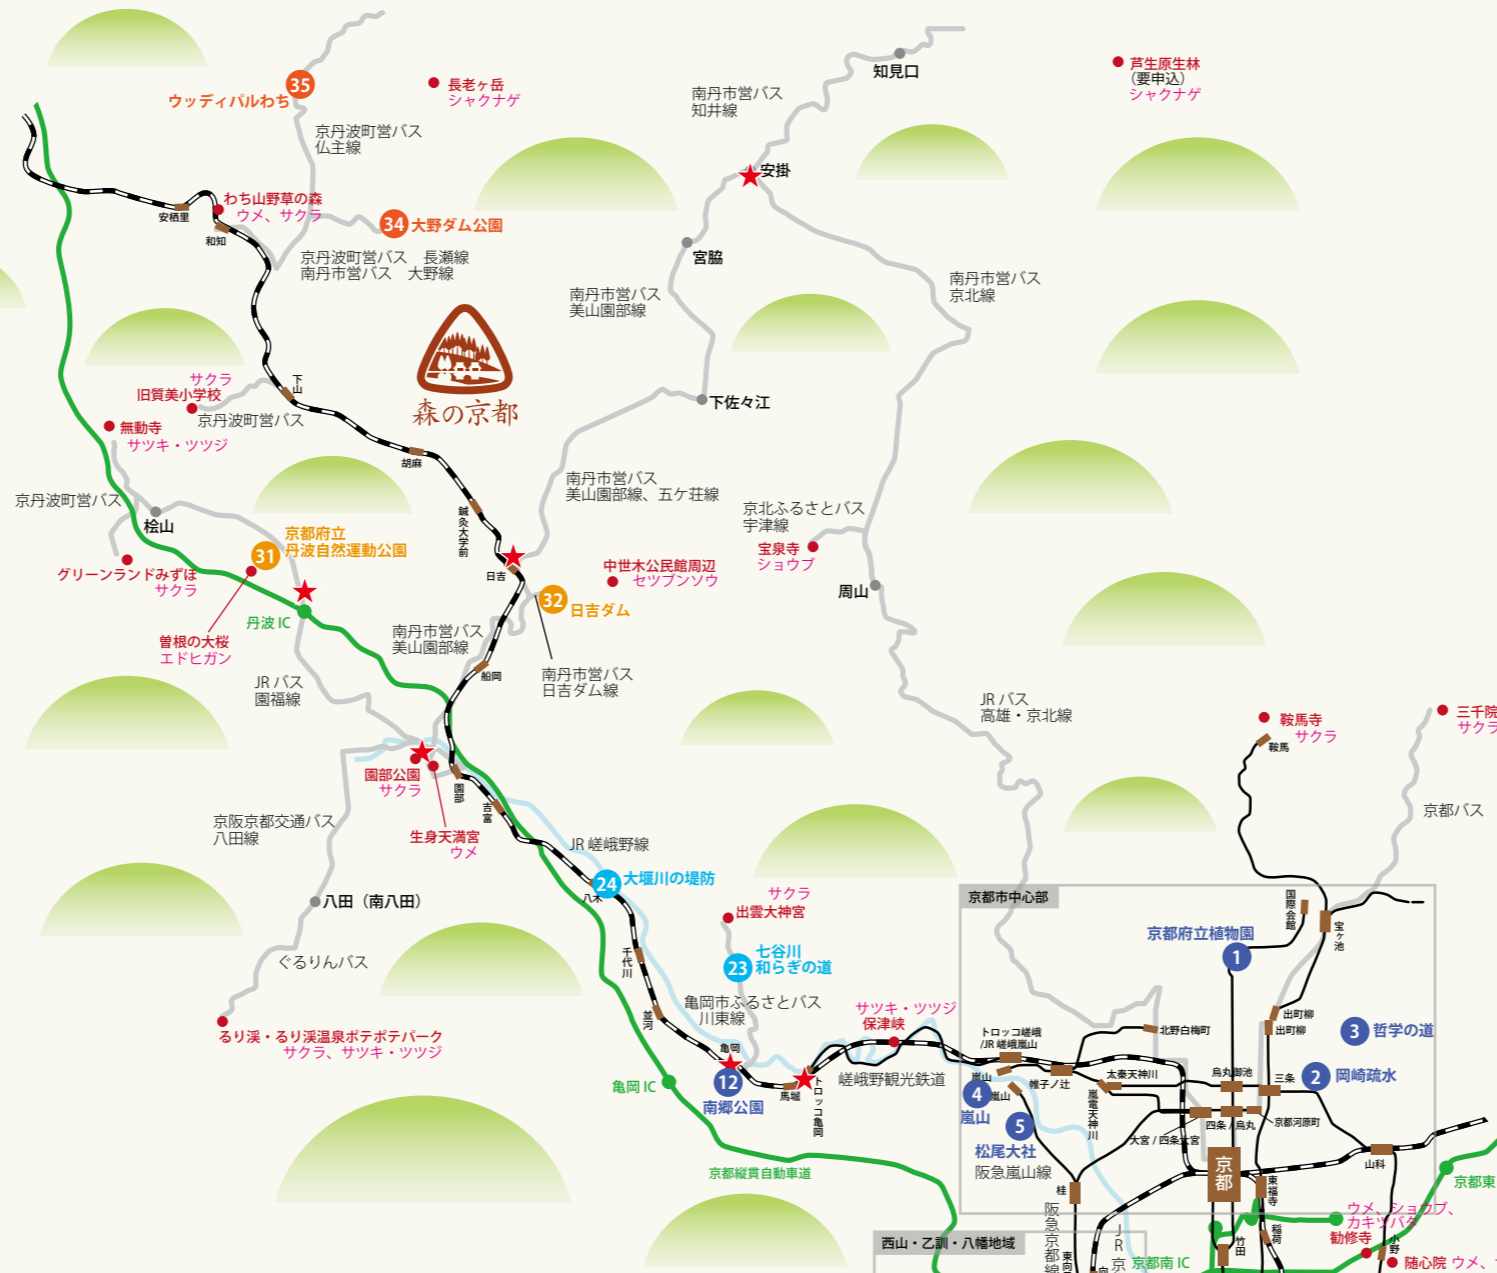 35
ウッディパルわち
長老ヶ岳
シャクナゲ
京丹波町営バス
仏主線
南丹市営バス
知井線
知見口
芦生原生林
（要申込）
シャクナゲ
安掛
わち山野草の森
ウメ、サクラ
安栖里
和知
34
大野ダム公園
京丹波町営バス　長瀬線
南丹市営バス　大野線
宮脇
南丹市営バス
美山園部線
南丹市営バス
京北線
森の京都
サクラ
旧質美小学校
下山
京丹波町営バス
無動寺
サツキ・ツツジ
下佐々江
胡麻
京丹波町営バス
桧山
鍼灸大学前
南丹市営バス
美山園部線、五ケ荘線
京北ふるさとバス
宇津線
31
京都府立
丹波自然運動公園
宝泉寺
ショウブ
日吉
グリーンランドみずほ
サクラ
中世木公民館周辺
セツブンソウ
32
日吉ダム
周山
丹波 IC
曽根の大桜
エドヒガン
南丹市営バス
美山園部線
船岡
南丹市営バス
日吉ダム線
JR バス
園福線
JR バス
高雄・京北線
鞍馬寺
サクラ
鞍馬
三千院
サクラ
園部公園
サクラ
園部
吉富
京都バス
京阪京都交通バス
八田線
生身天満宮
ウメ
JR 嵯峨野線
24
大堰川の堤防
八木
八田（南八田）
サクラ
出雲大神宮
京都市中心部
国際会館
宝ヶ池
京都府立植物園
1
ぐるりんバス
千代川
23
七谷川
和らぎの道
亀岡市ふるさとバス
川東線
並河
るり渓・るり渓温泉ポテポテパーク
サクラ、サツキ・ツツジ
サツキ・ツツジ
保津峡
トロッコ嵯峨
/JR 嵯峨嵐山
北野白梅町
出町柳
出町柳
3
哲学の道
亀岡
12
南郷公園
馬堀
トロッコ亀岡
嵯峨野観光鉄道
亀岡 IC
嵐山
嵐山
4
嵐山
帷子ノ辻
太秦天神川
嵐電天神川
烏丸御池
三条
2
岡崎疏水
5
松尾大社
阪急嵐山線
大宮 / 四条大宮
四条 / 烏丸
京都河原町
山科
京都
京都縦貫自動車道
桂
東福寺
京都東
阪急京都線
ウメ、ショウブ、
カキツバタ
勧修寺
西山・乙訓・八幡地域
竹田
稲荷
小野
京都南 IC
随心院 ウメ、